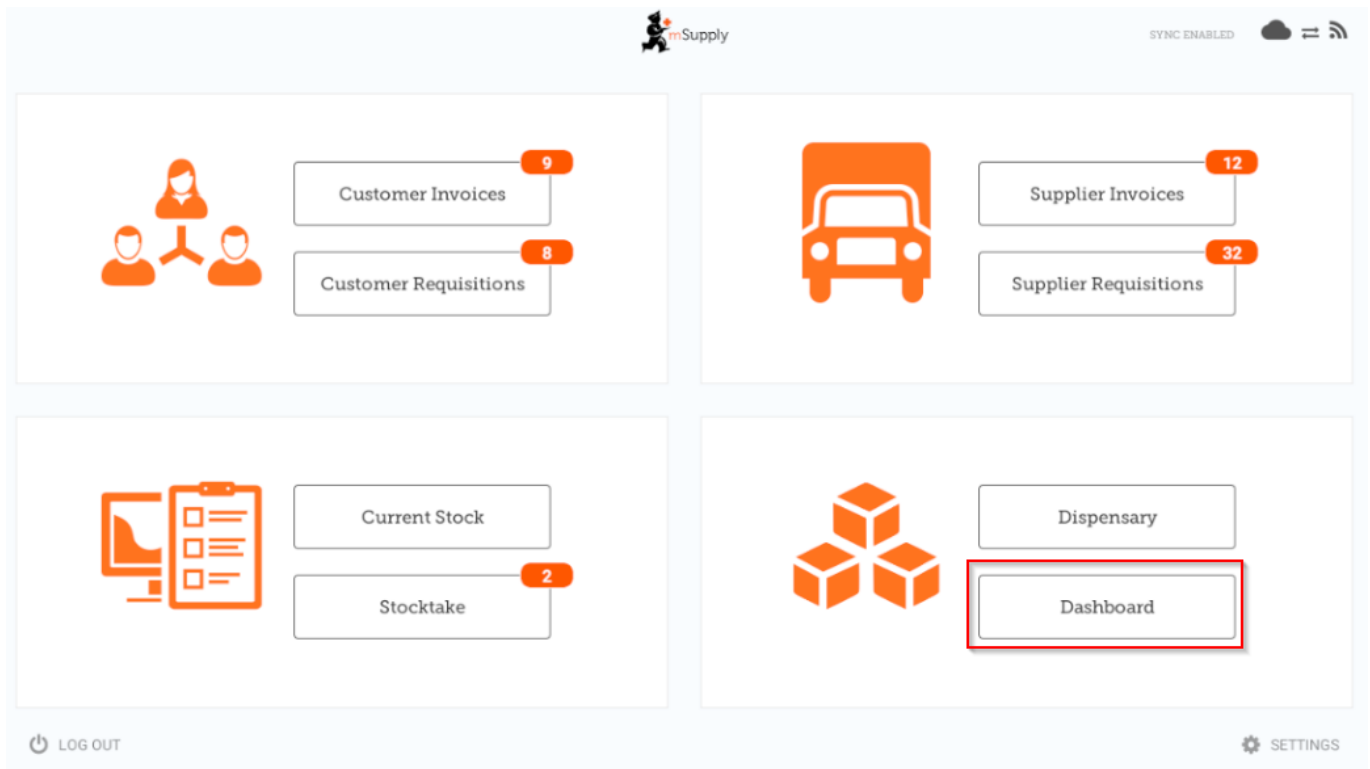 mSupply
SYNC ENABLED
9
Customer Invoices
8
Customer Requisitions
12
Supplier Invoices
32
Supplier Requisitions
Current Stock
2
Stocktake
Dispensary
Dashboard
LOG OUT
SETTINGS